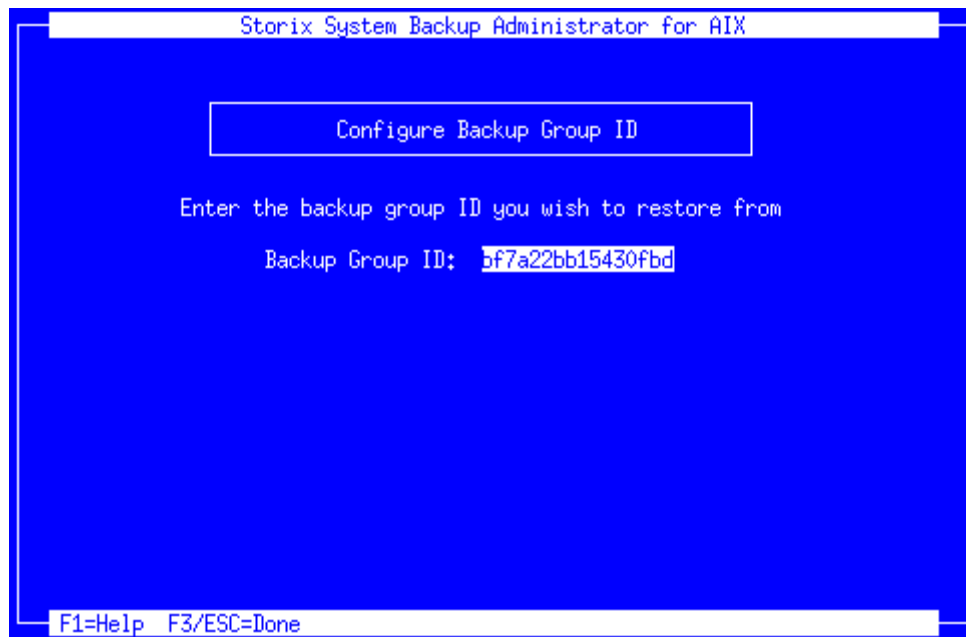 Storix System Backup Administrator for AIX
Configure Backup Group ID
Enter the backup group ID you wish to restore from
Backup Group ID: bf7a22bb15430fbd
F1=Help F3/ESC=Done